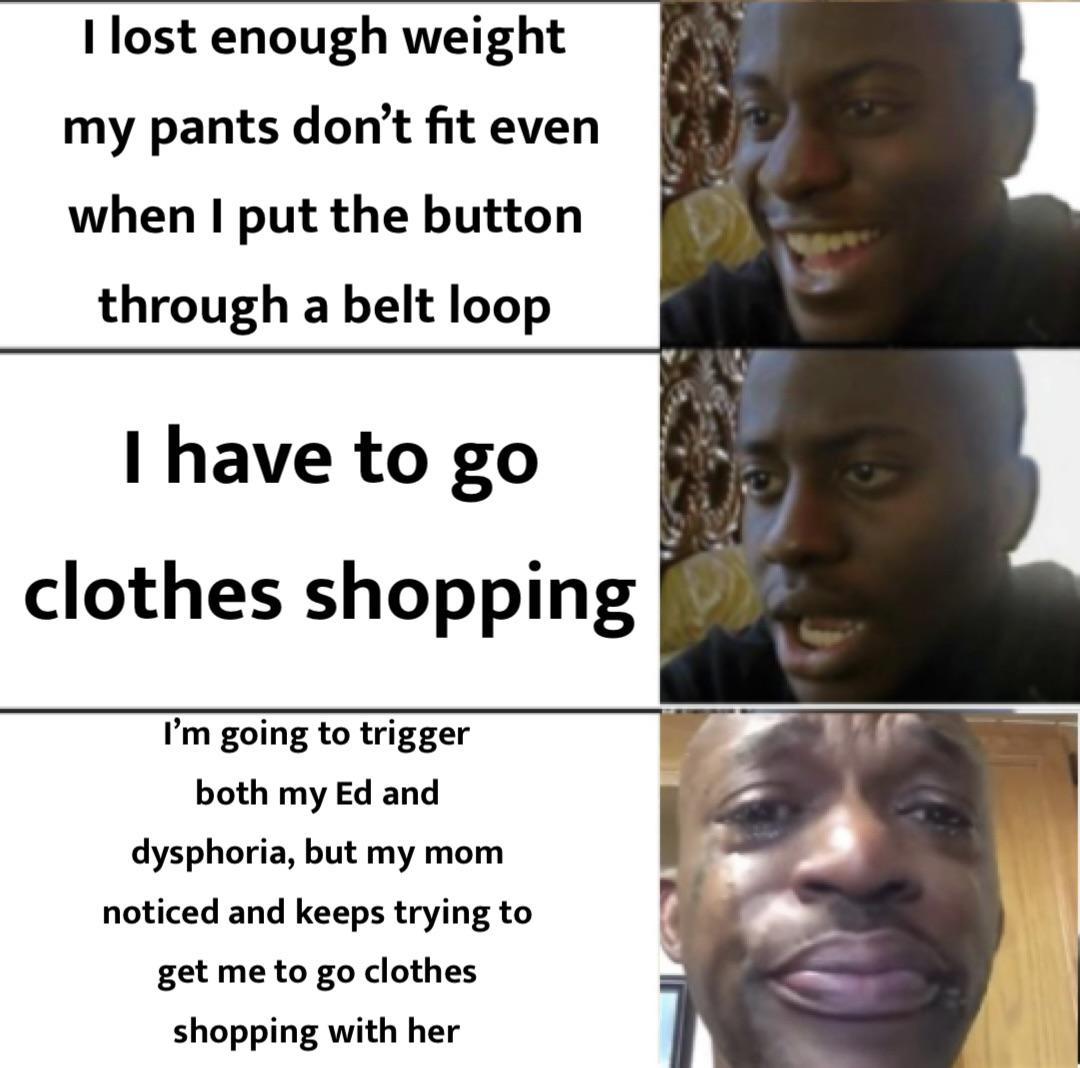 I lost enough weight
my pants don’t fit even
when I put the button
through a belt loop
I have to go
clothes shopping
I’m going to trigger
both my Ed and
dysphoria, but my mom
noticed and keeps trying to
get me to go clothes
shopping with her